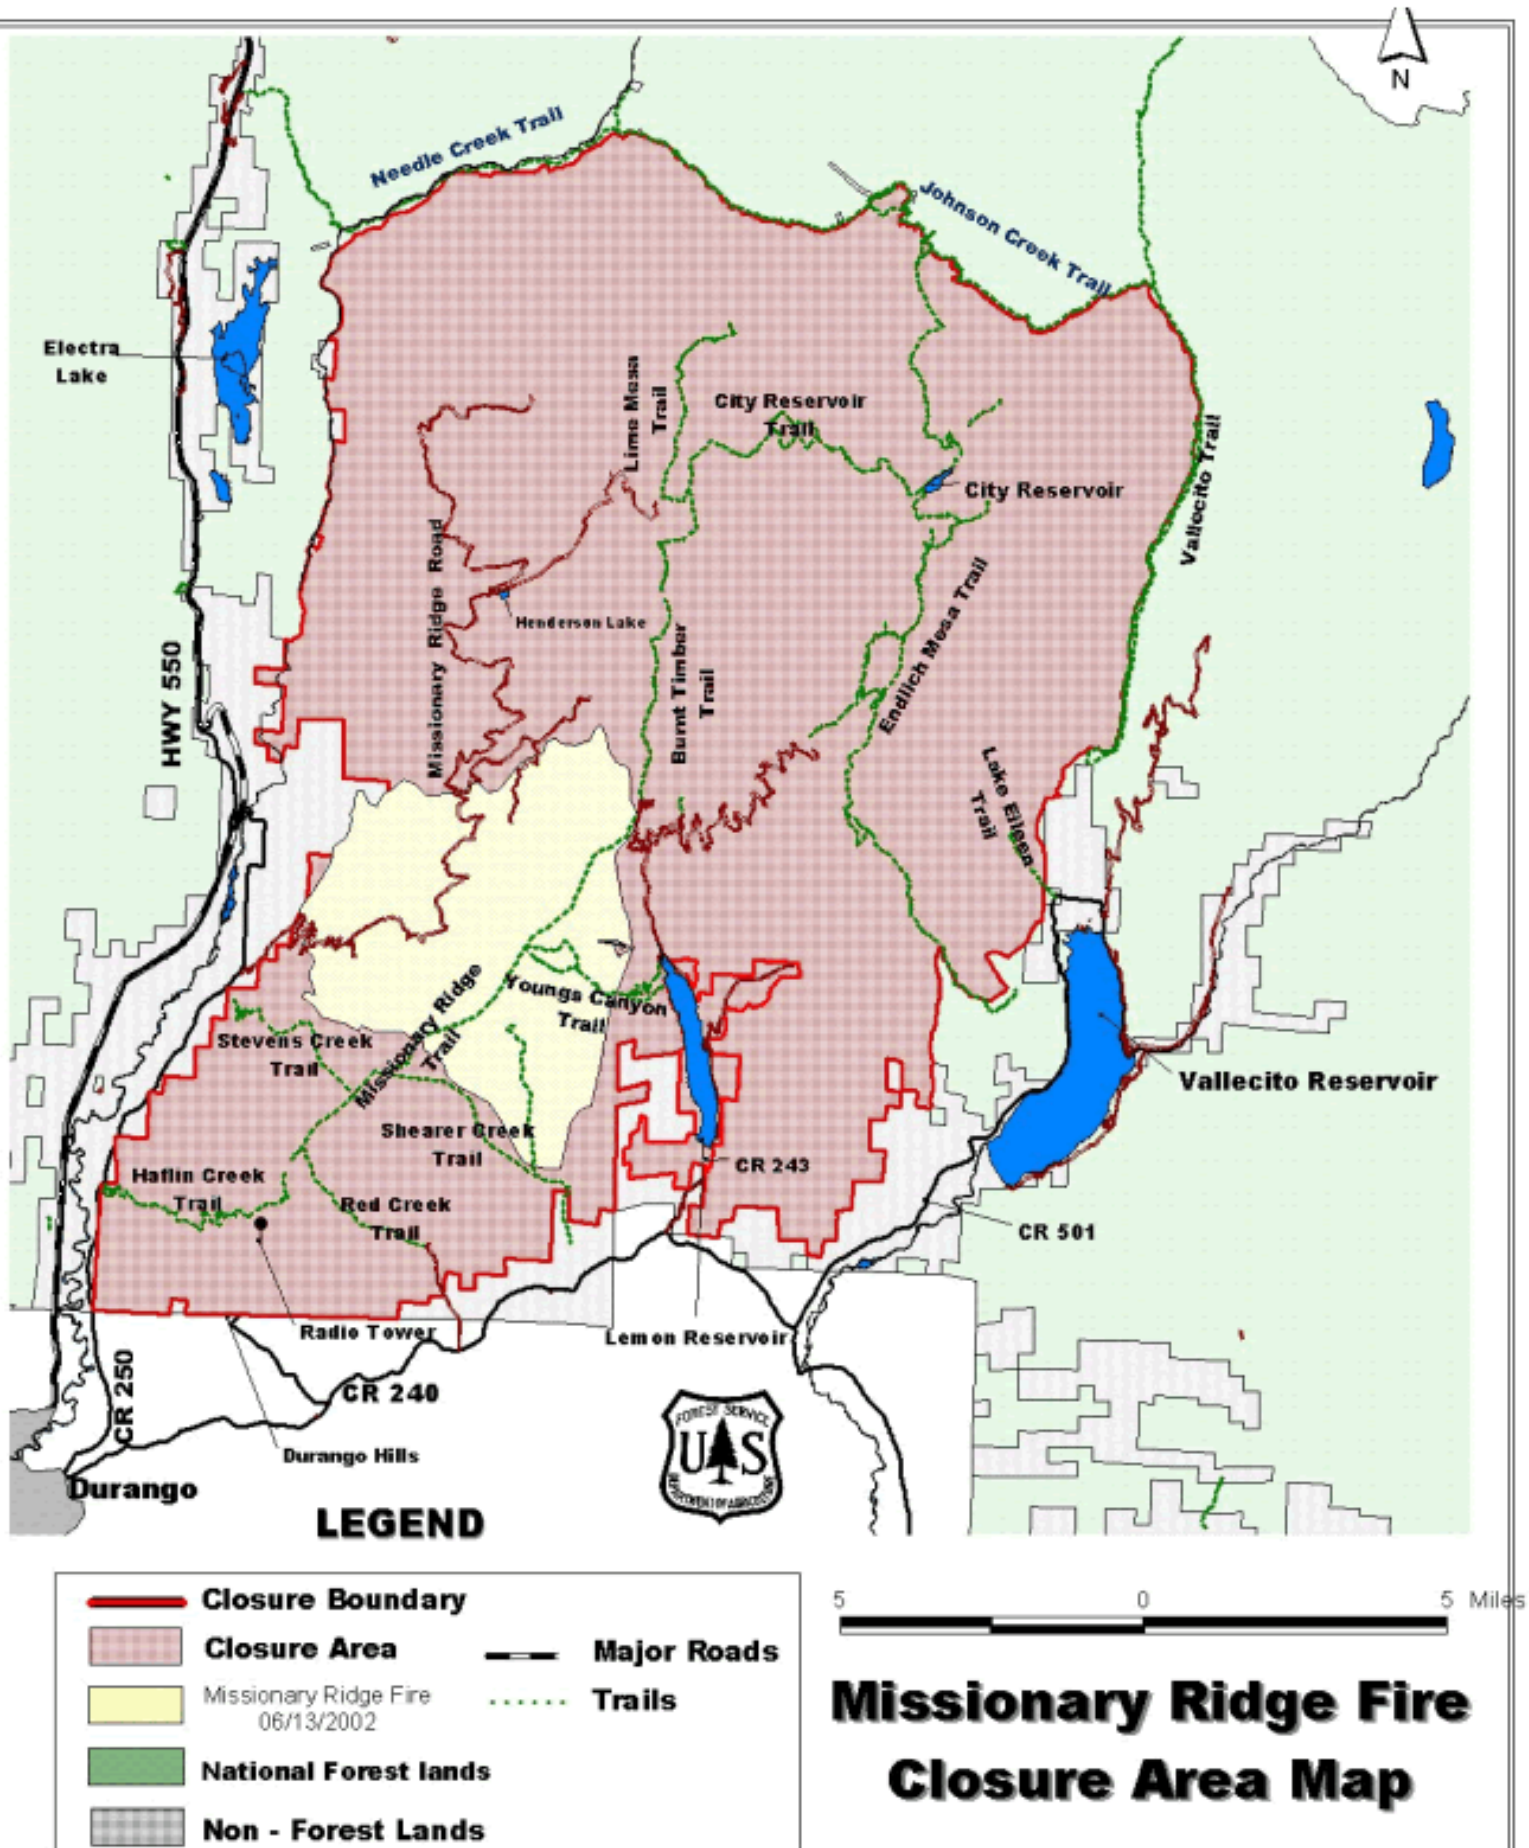 N
Needle Creek Trail
Johnson Creek Trail
Electra
Lake
Lime Mesa
Trail
City Reservoir
Trail
City Reservoir
Vallecito Trail
Missionary Ridge Road
Henderson Lake
Endlich Mesa Trail
HWY 550
Burnt Timber
Trail
Lake Eileen
Trail
Missionary Ridge
Trail
Youngs Canyon
Trail
Stevens Creek
Trail
Vallecito Reservoir
Shearer Creek
Trail
CR 243
Haflin Creek
Trail
Red Creek
Trail
CR 501
Radio Tower
Lemon Reservoir
CR 250
CR 240
Durango Hills
Durango
FOREST SERVICE
U S
DEPARTMENT OF AGRICULTURE
LEGEND
Closure Boundary
Closure Area
Major Roads
Missionary Ridge Fire
06/13/2002
Trails
National Forest lands
Non - Forest Lands
5 0 5 Miles
Missionary Ridge Fire
Closure Area Map